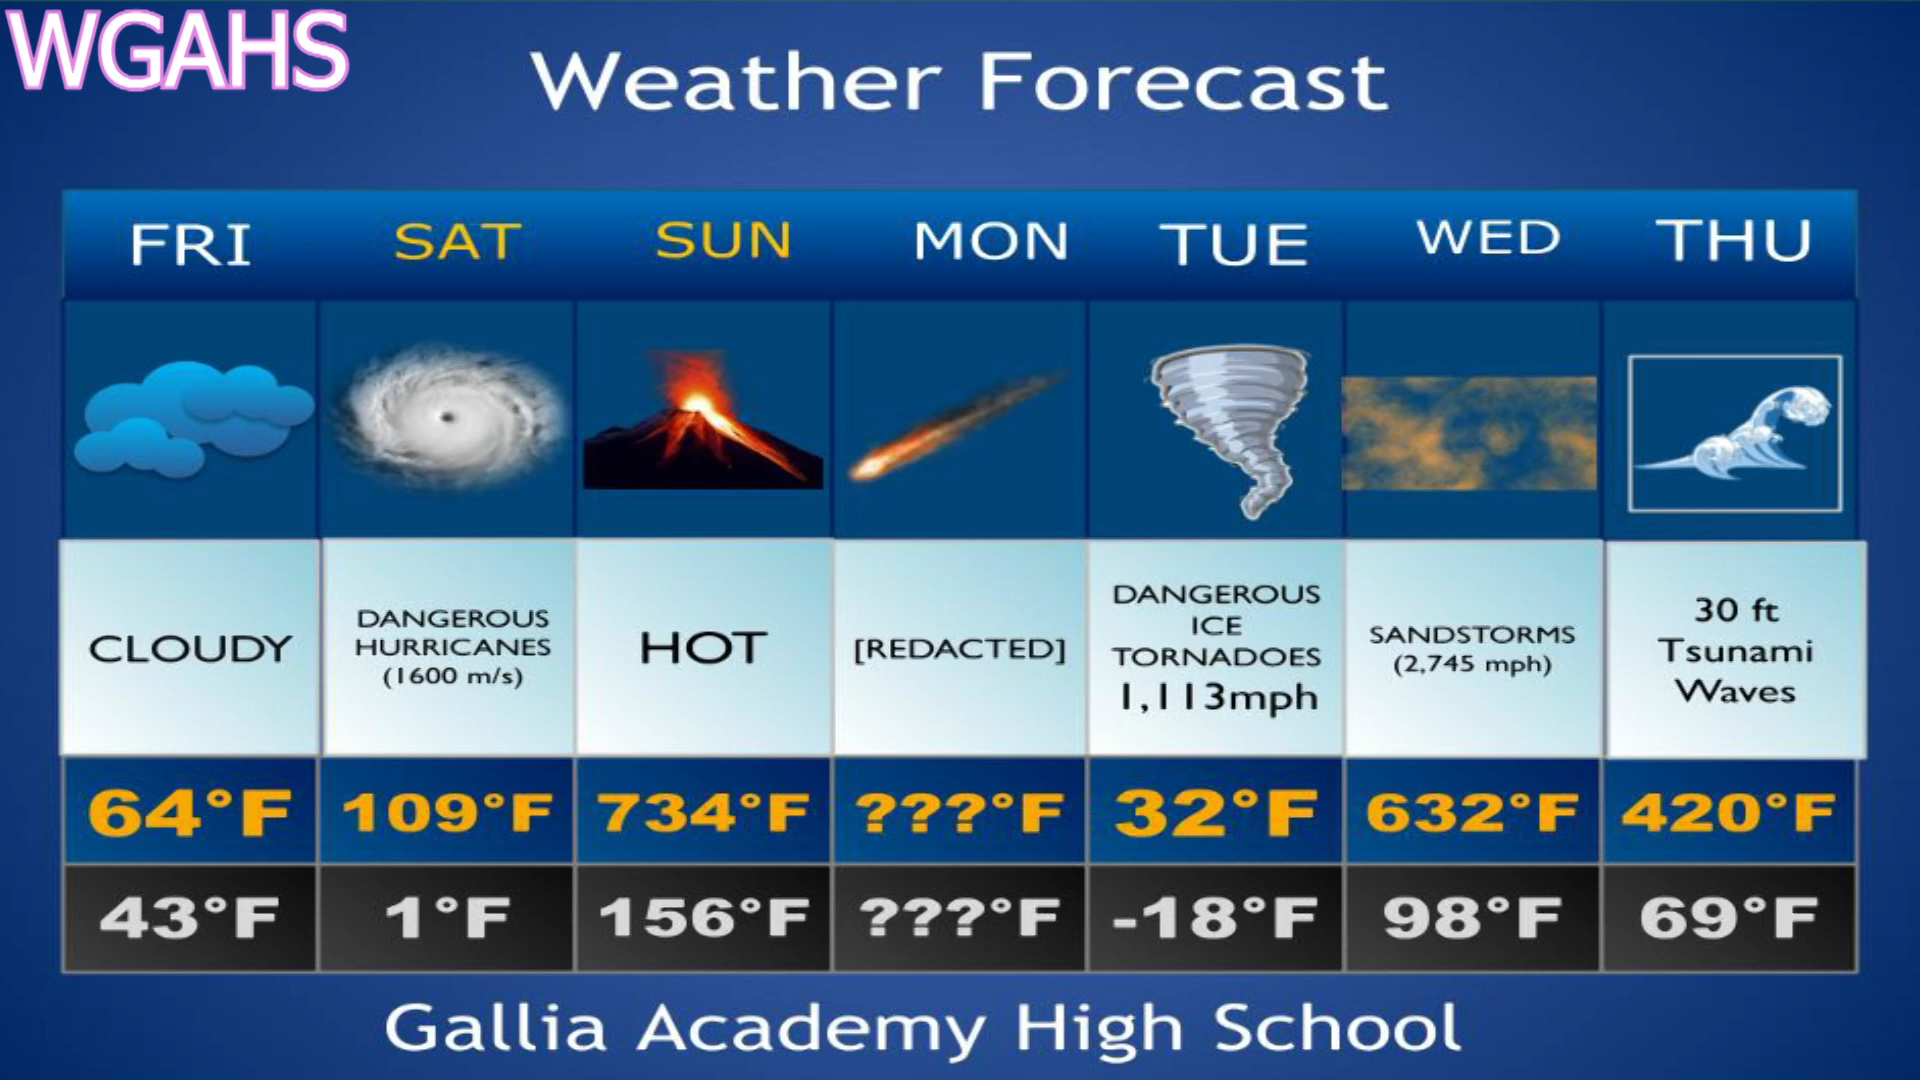 WGAHS
Weather Forecast
FRI SAT SUN MON TUE WED THU
CLOUDY
DANGEROUS
HURRICANES
(1600 m/s)
HOT
[REDACTED]
DANGEROUS
ICE
TORNADOES
1,113mph
SANDSTORMS
(2,745 mph)
30 ft
Tsunami
Waves
64°F 109°F 734°F ???°F 32°F 632°F 420°F
43°F 1°F 156°F ???°F -18°F 98°F 69°F
Gallia Academy High School